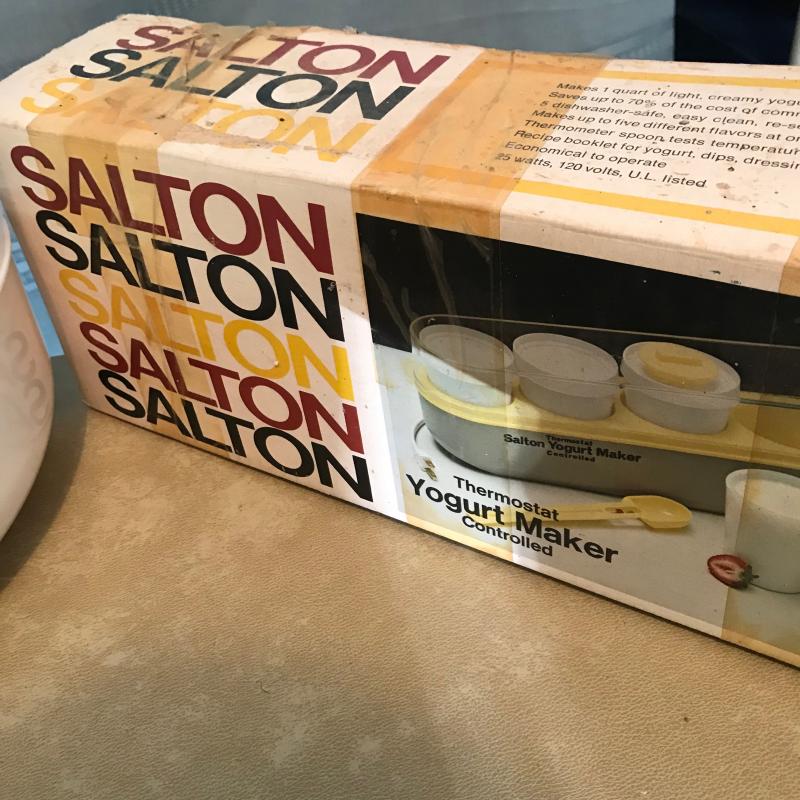 SALTON
SALTON
SALTON
Makes 1 quart of light, creamy
Saves up to 70% of the cost of
5 dishwasher-safe, easy clean,
Makes up to five different flavors at
Thermometer spoon tests
Recipe booklet for yogurt, dips,
Economical to operate
25 watts, 120 volts, U.L. listed
SALTON
SALTON
SALTON
SALTON
SALTON
Thermostat
Salton Yogurt Maker
Controlled
Thermostat
Yogurt Maker
Controlled